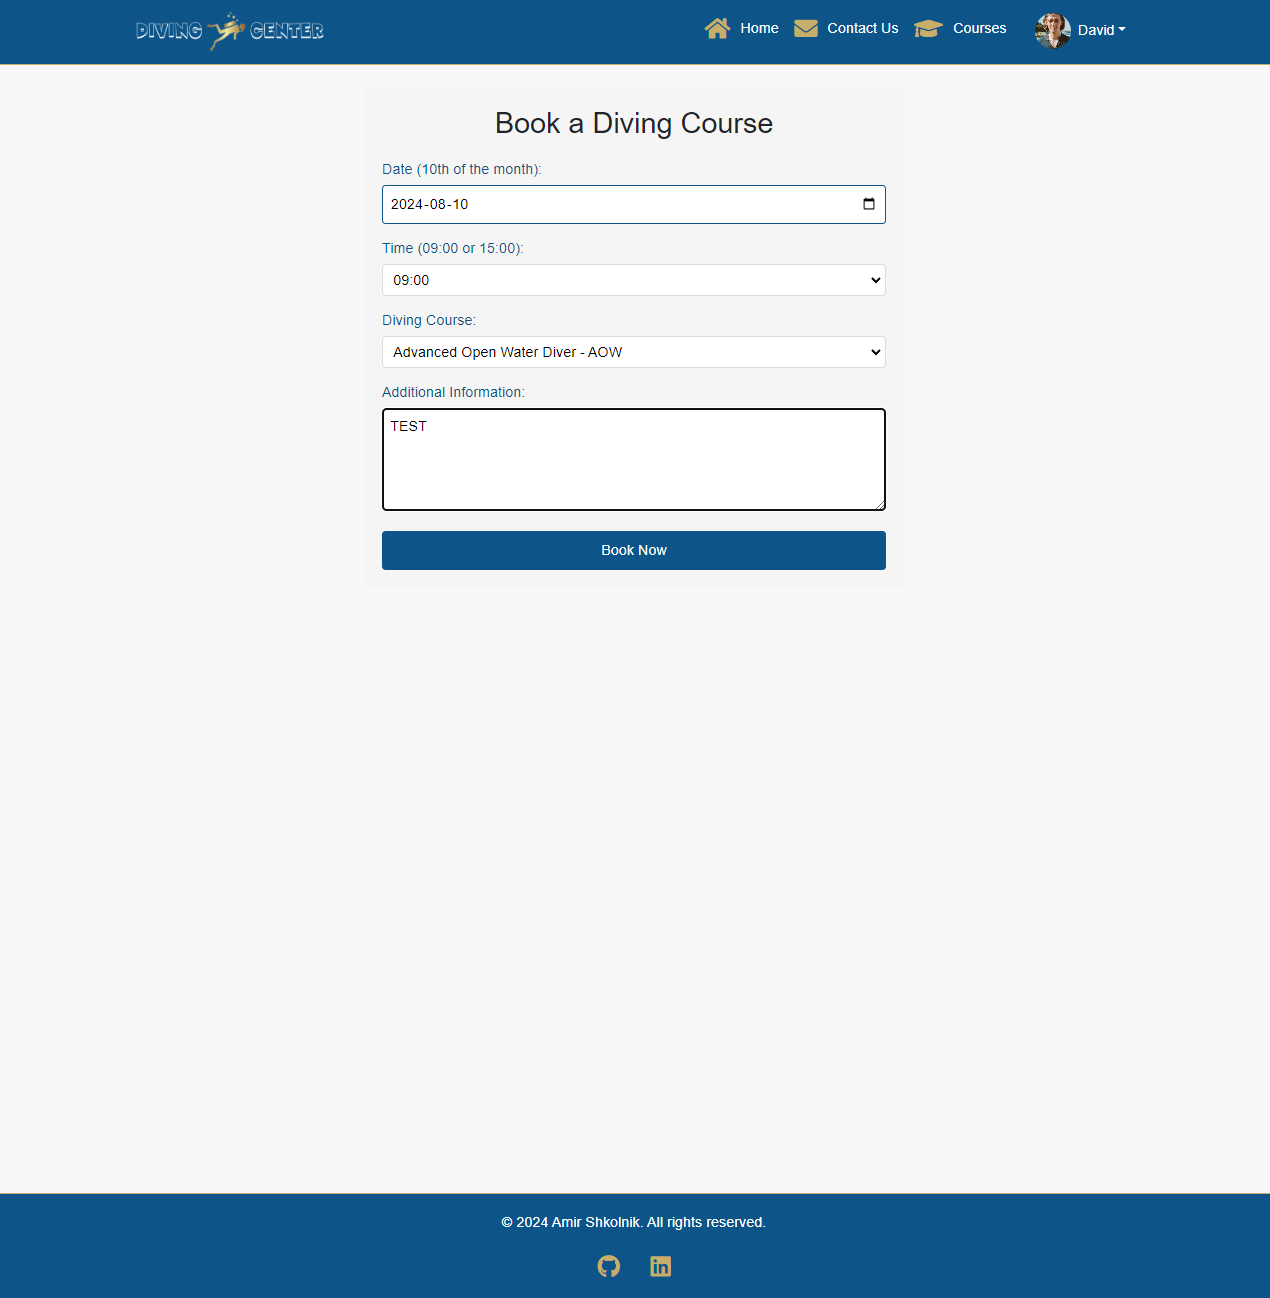 DIVING CENTER
Home
Contact Us
Courses
David
Book a Diving Course
Date (10th of the month):
2024-08-10
Time (09:00 or 15:00):
09:00
Diving Course:
Advanced Open Water Diver - AOW
Additional Information:
TEST
Book Now
© 2024 Amir Shkolnik. All rights reserved.